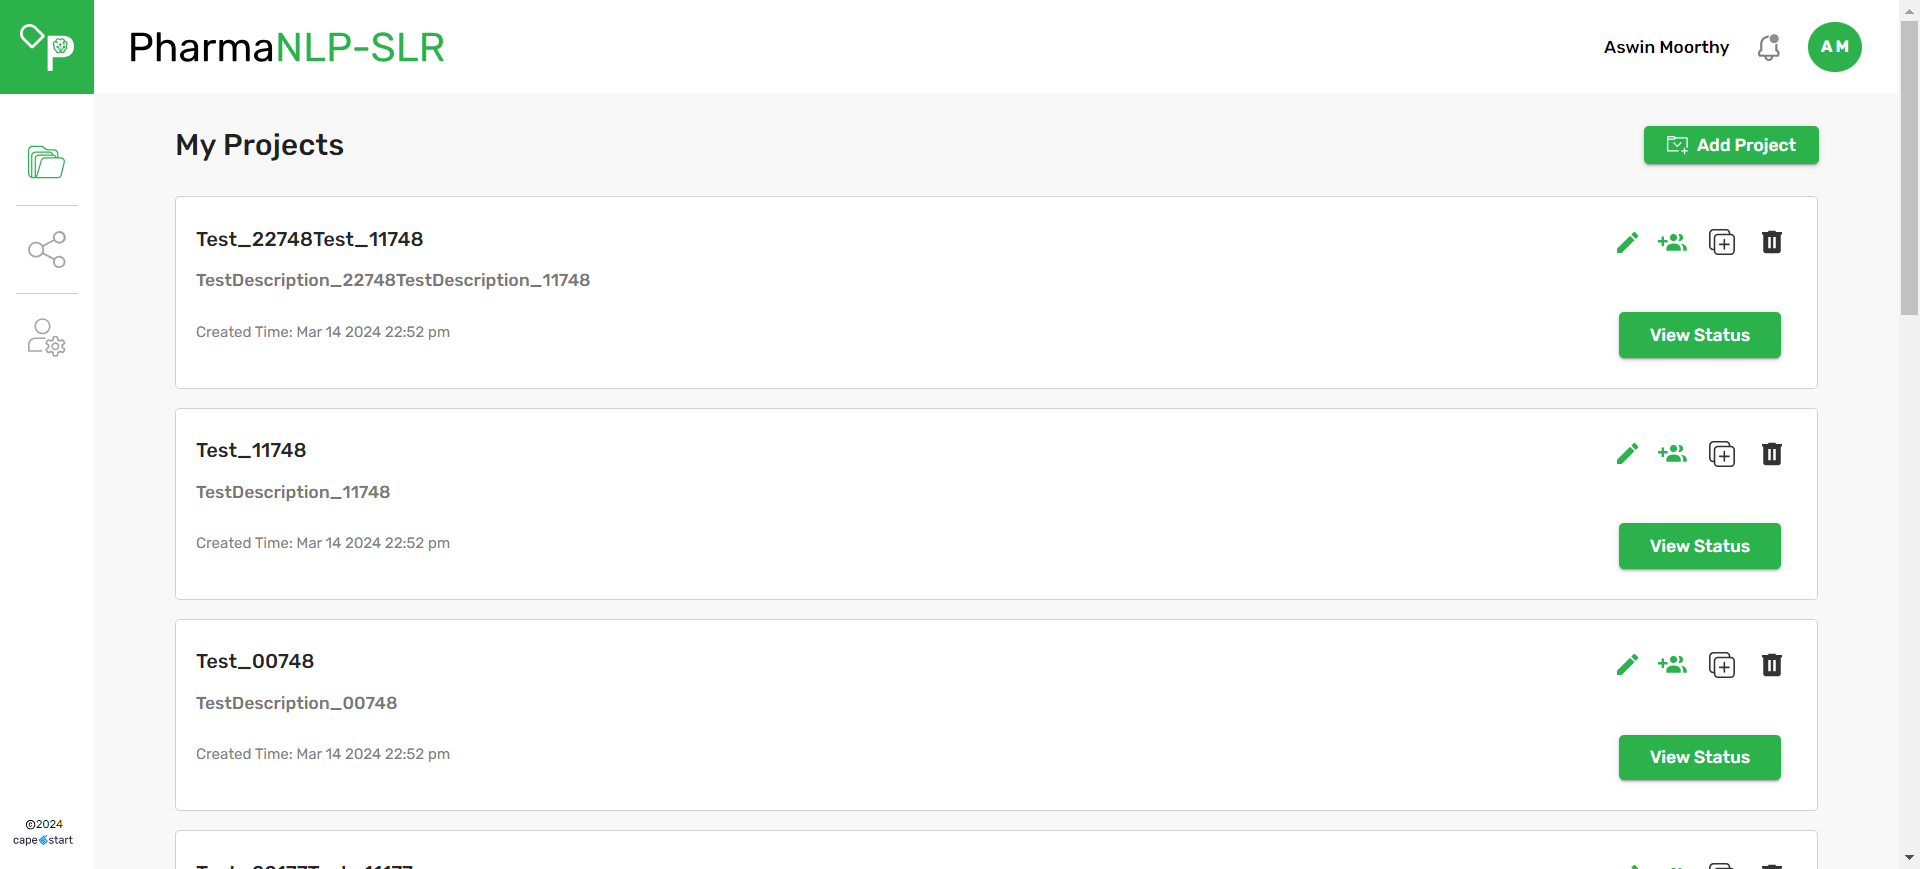 PharmaNLP-SLR
Aswin Moorthy
AM
My Projects
Add Project
Test_22748Test_11748
TestDescription_22748TestDescription_11748
Created Time: Mar 14 2024 22:52 pm
View Status
Test_11748
TestDescription_11748
Created Time: Mar 14 2024 22:52 pm
View Status
Test_00748
TestDescription_00748
Created Time: Mar 14 2024 22:52 pm
View Status
©2024
cape start